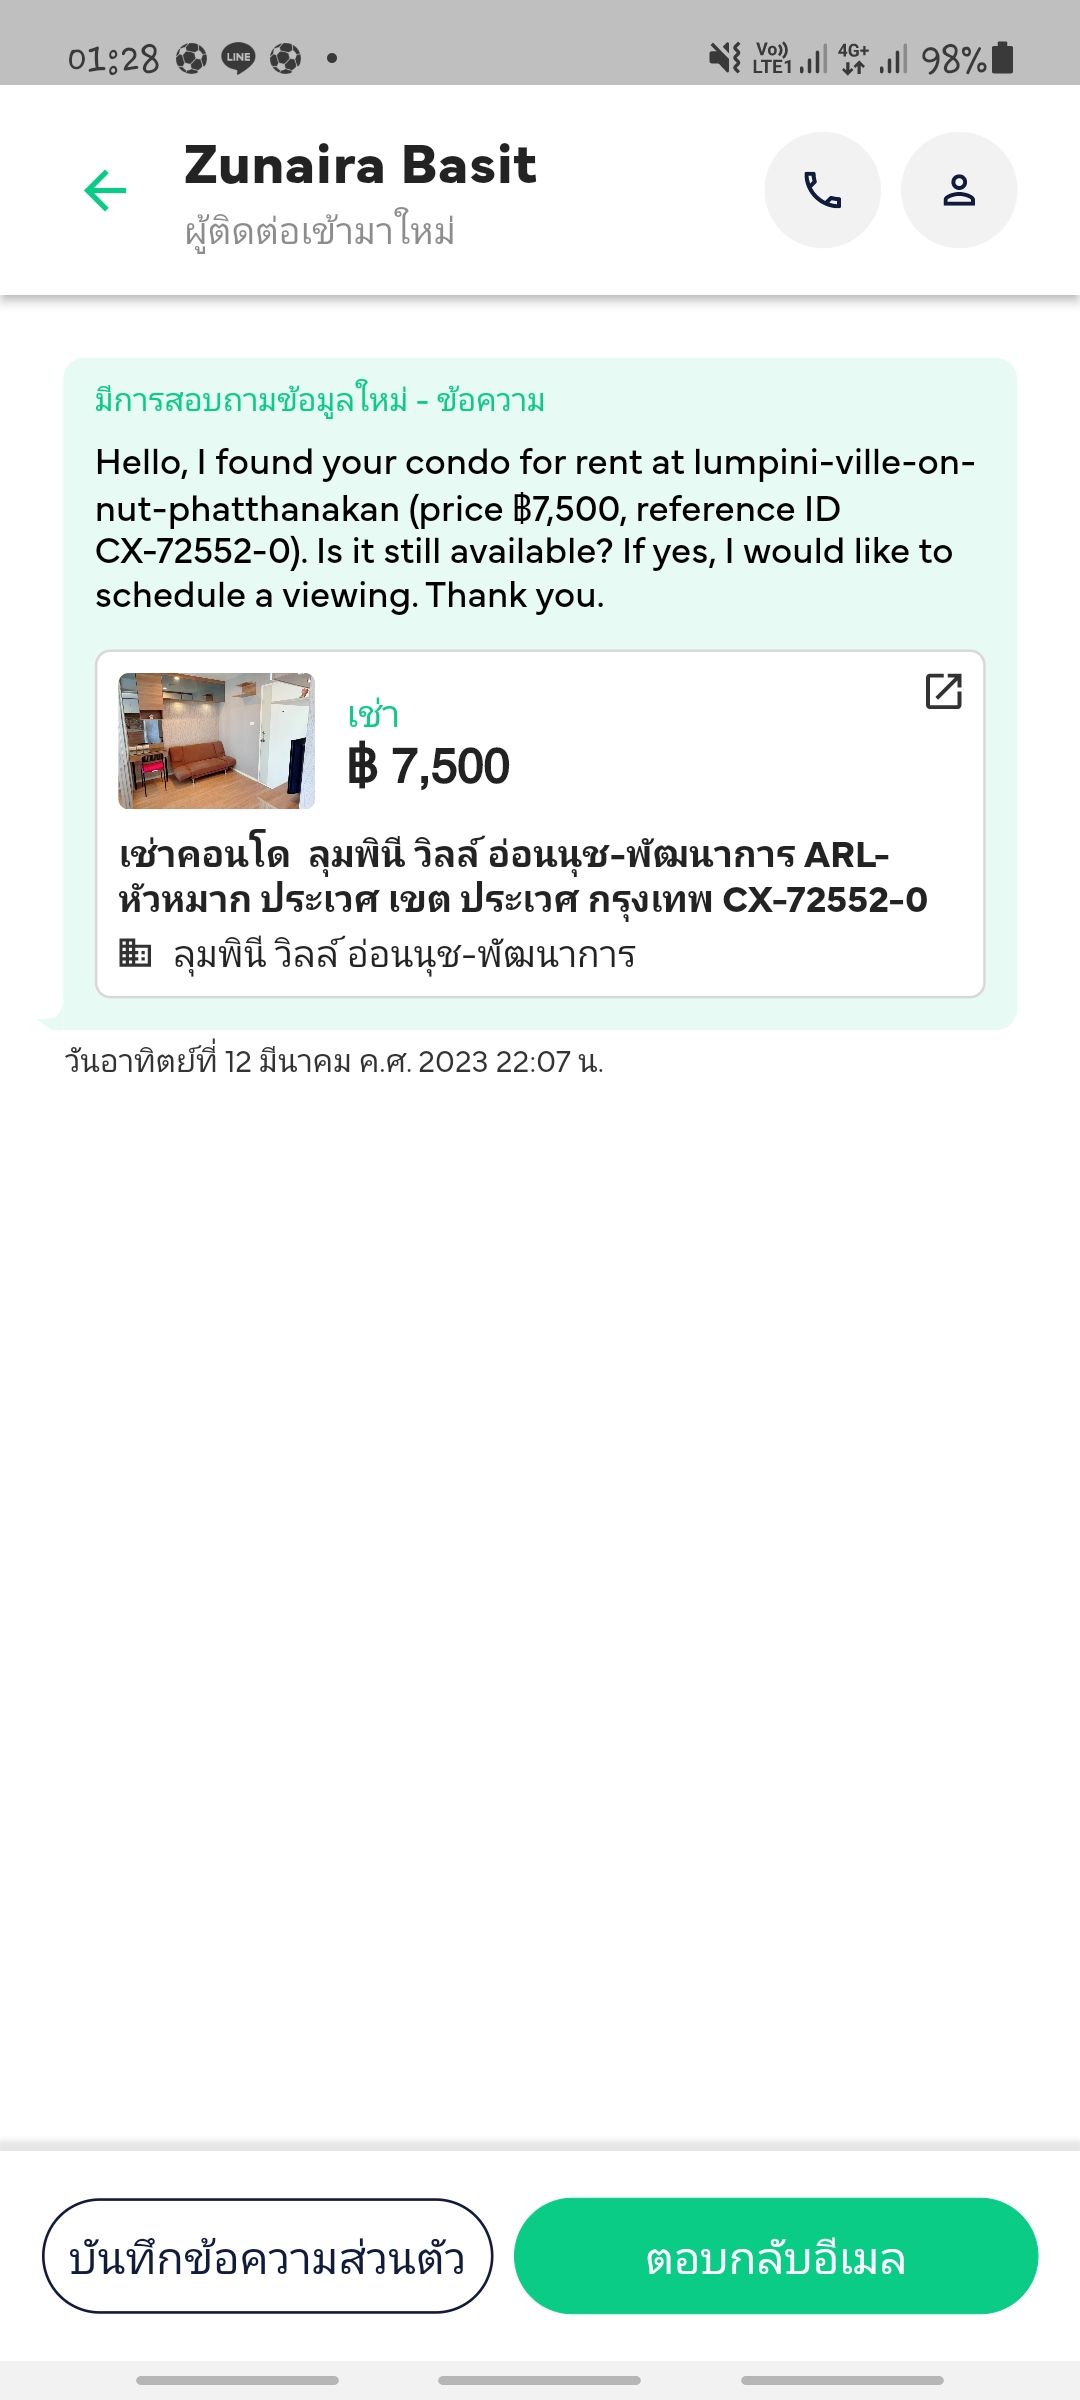 01:28 LINE Vo)) LTE1 4G+ 98%
Zunaira Basit
ผู้ติดต่อเข้ามาใหม่
มีการสอบถามข้อมูลใหม่ - ข้อความ
Hello, I found your condo for rent at lumpini-ville-on-
nut-phatthanakan (price ฿7,500, reference ID
CX-72552-0). Is it still available? If yes, I would like to
schedule a viewing. Thank you.
เช่า
฿ 7,500
เช่าคอนโด ลุมพินี วิลล์ อ่อนนุช-พัฒนาการ ARL-
หัวหมาก ประเวศ เขต ประเวศ กรุงเทพ CX-72552-0
ลุมพินี วิลล์ อ่อนนุช-พัฒนาการ
วันอาทิตย์ที่ 12 มีนาคม ค.ศ. 2023 22:07 น.
บันทึกข้อความส่วนตัว
ตอบกลับอีเมล